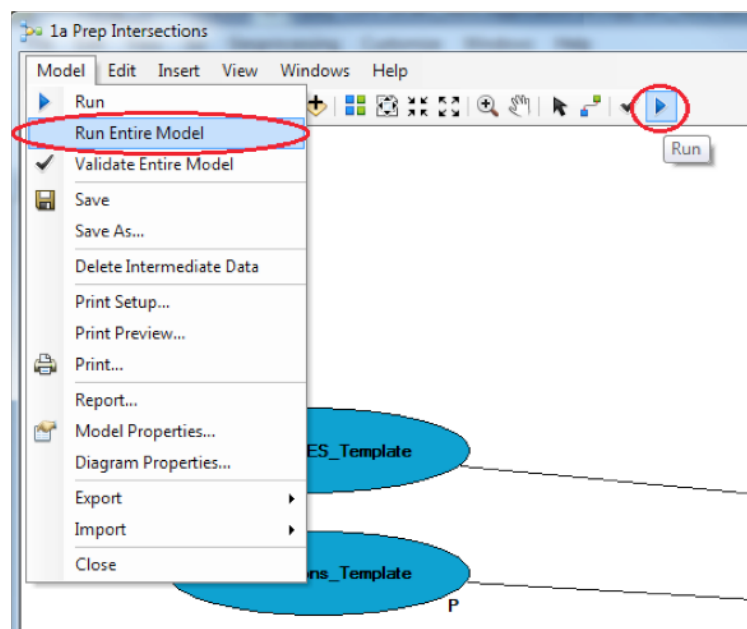 1a Prep Intersections
Model Edit Insert View Windows Help
Run
Run Entire Model
Validate Entire Model
Save
Save As...
Delete Intermediate Data
Print Setup...
Print Preview...
Print...
Report...
Model Properties...
Diagram Properties...
Export
Import
Close
Run
ES_Template
ns_Template
P